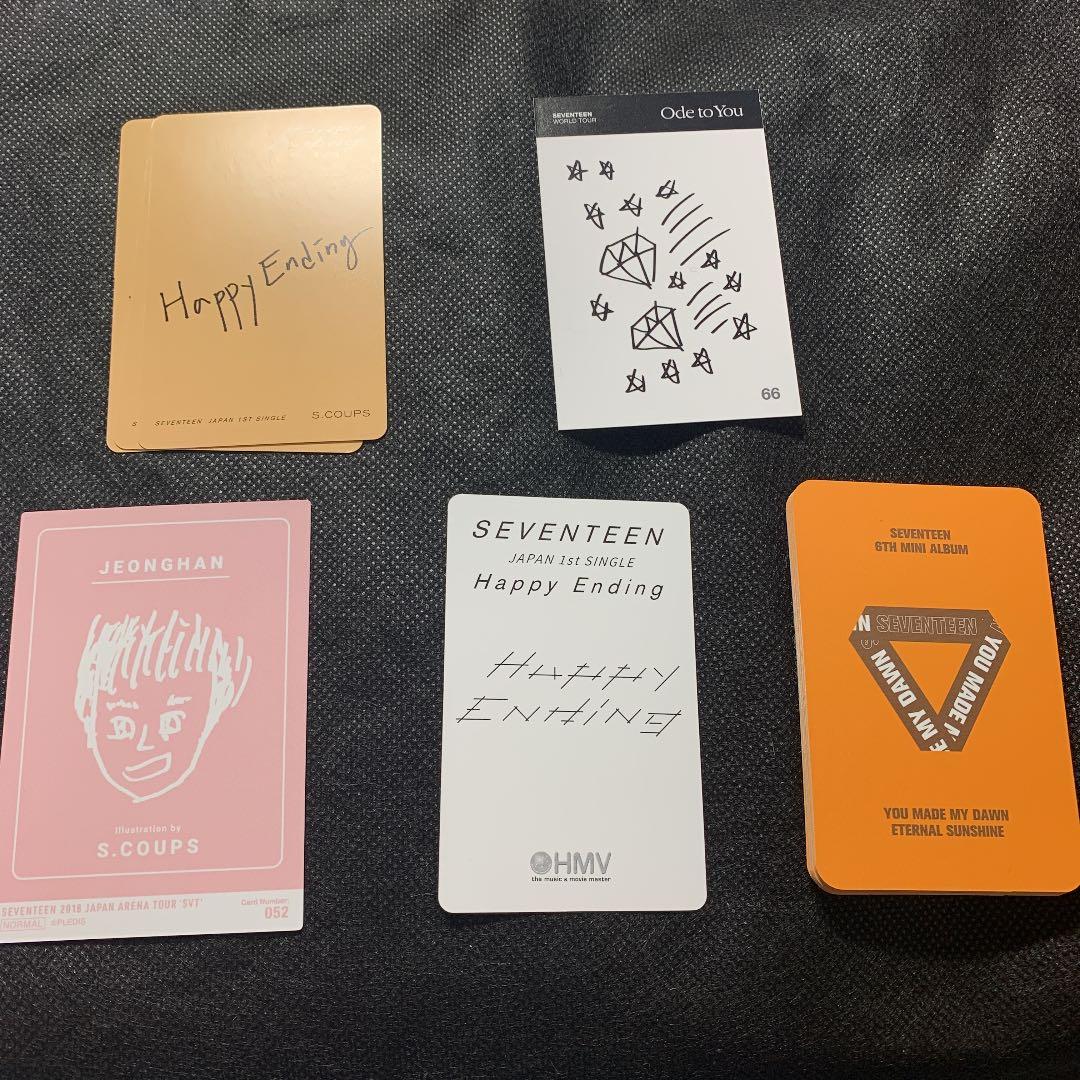 Happy Ending
S SEVENTEEN JAPAN 1ST SINGLE S.COUPS
SEVENTEEN
WORLD TOUR
Ode to You
66
JEONGHAN
Illustration by
S.COUPS
SEVENTEEN 2018 JAPAN ARENA TOUR 'SVT'
NORMAL ©PLEDIS
Card Number:
052
SEVENTEEN
JAPAN 1st SINGLE
Happy Ending
HAPPY
ENDiNg
HMV
the music & movie master
SEVENTEEN
6TH MINI ALBUM
SEVENTEEN
YOU MADE
E MY DAWN
YOU MADE MY DAWN
ETERNAL SUNSHINE